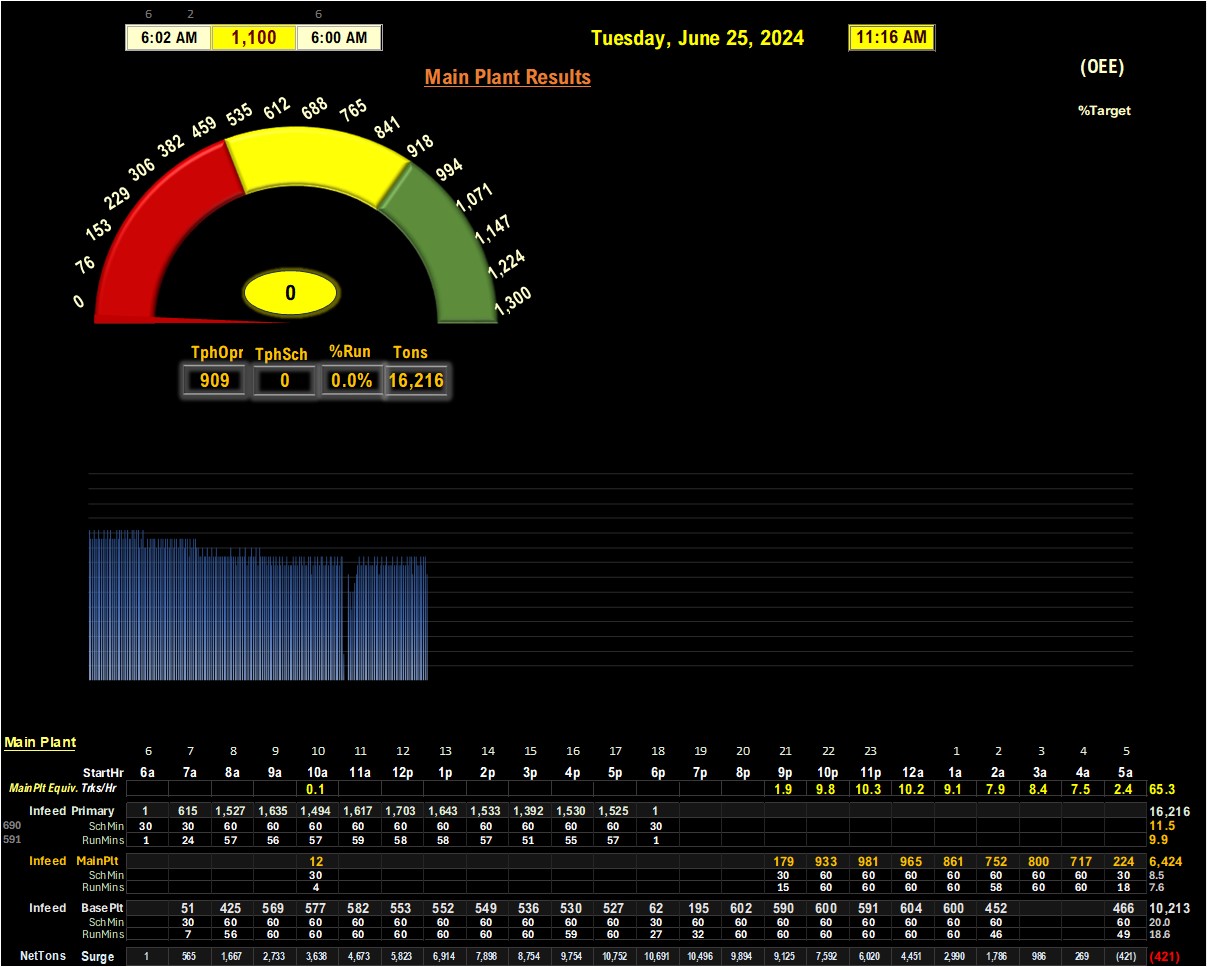 6 2 6
6:02 AM 1,100 6:00 AM Tuesday, June 25, 2024 11:16 AM
(OEE)
Main Plant Results
%Target
0 76 153 229 306 382 459 535 612 688 765 841 918 994 1,071 1,147 1,224 1,300
0
TphOpr TphSch %Run Tons
909 0 0.0% 16,216
Main Plant
6 7 8 9 10 11 12 13 14 15 16 17 18 19 20 21 22 23 1 2 3 4 5
StartHr 6a 7a 8a 9a 10a 11a 12p 1p 2p 3p 4p 5p 6p 7p 8p 9p 10p 11p 12a 1a 2a 3a 4a 5a
MainPlt Equiv. Trks/Hr 0.1 1.9 9.8 10.3 10.2 9.1 7.9 8.4 7.5 2.4 65.3
Infeed Primary 1 615 1,527 1,635 1,494 1,617 1,703 1,643 1,533 1,392 1,530 1,525 1 16,216
690 SchMin 30 30 60 60 60 60 60 60 60 60 60 60 30 11.5
591 RunMins 1 24 57 56 57 59 58 58 57 51 55 57 1 9.9
Infeed MainPlt 12 179 933 981 965 861 752 800 717 224 6,424
SchMin 30 30 60 60 60 60 60 60 60 30 8.5
RunMins 4 15 60 60 60 60 58 60 60 18 7.6
Infeed BasePlt 51 425 569 577 582 553 552 549 536 530 527 62 195 602 590 600 591 604 600 452 466 10,213
SchMin 30 60 60 60 60 60 60 60 60 60 60 30 60 60 60 60 60 60 60 60 60 20.0
RunMins 7 56 60 60 60 60 60 60 60 59 60 27 32 60 60 60 60 60 60 46 49 18.6
NetTons Surge 1 565 1,667 2,733 3,638 4,673 5,823 6,914 7,898 8,754 9,754 10,752 10,691 10,496 9,894 9,125 7,592 6,020 4,451 2,990 1,786 986 269 (421) (421)